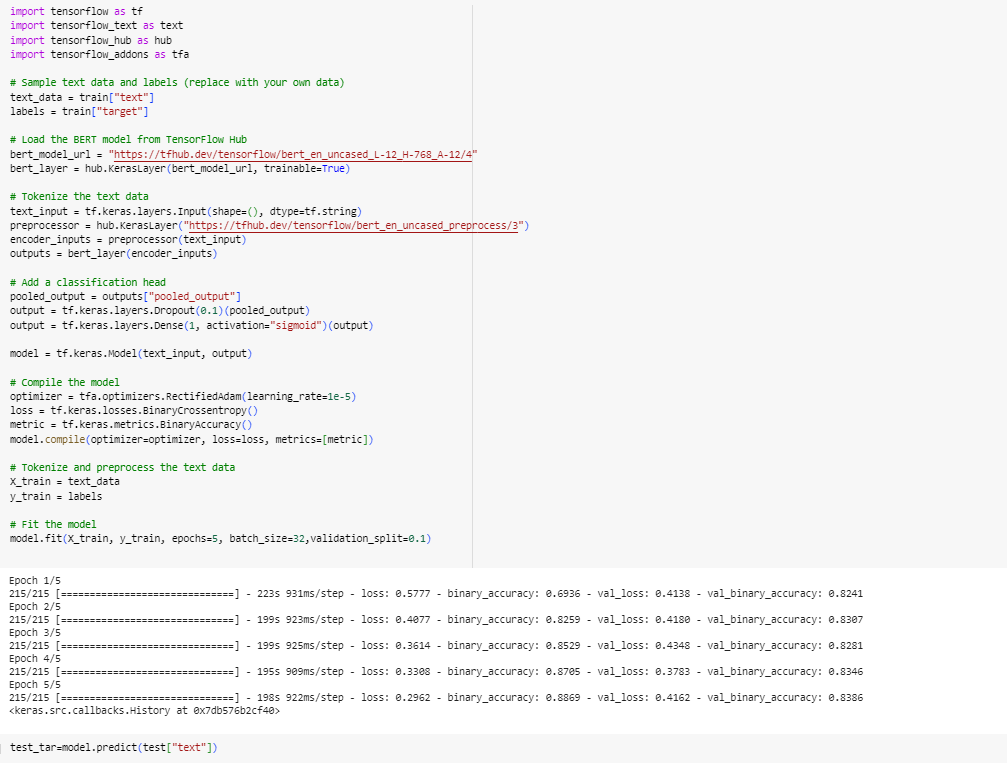 import tensorflow as tf
import tensorflow_text as text
import tensorflow_hub as hub
import tensorflow_addons as tfa
# Sample text data and labels (replace with your own data)
text_data = train["text"]
labels = train["target"]
# Load the BERT model from TensorFlow Hub
bert_model_url = "https://tfhub.dev/tensorflow/bert_en_uncased_L-12_H-768_A-12/4"
bert_layer = hub.KerasLayer(bert_model_url, trainable=True)
# Tokenize the text data
text_input = tf.keras.layers.Input(shape=(), dtype=tf.string)
preprocessor = hub.KerasLayer("https://tfhub.dev/tensorflow/bert_en_uncased_preprocess/3")
encoder_inputs = preprocessor(text_input)
outputs = bert_layer(encoder_inputs)
# Add a classification head
pooled_output = outputs["pooled_output"]
output = tf.keras.layers.Dropout(0.1)(pooled_output)
output = tf.keras.layers.Dense(1, activation="sigmoid")(output)
model = tf.keras.Model(text_input, output)
# Compile the model
optimizer = tfa.optimizers.RectifiedAdam(learning_rate=1e-5)
loss = tf.keras.losses.BinaryCrossentropy()
metric = tf.keras.metrics.BinaryAccuracy()
model.compile(optimizer=optimizer, loss=loss, metrics=[metric])
# Tokenize and preprocess the text data
X_train = text_data
y_train = labels
# Fit the model
model.fit(X_train, y_train, epochs=5, batch_size=32,validation_split=0.1)
Epoch 1/5
215/215 [==============================] - 223s 931ms/step - loss: 0.5777 - binary_accuracy: 0.6936 - val_loss: 0.4138 - val_binary_accuracy: 0.8241
Epoch 2/5
215/215 [==============================] - 199s 923ms/step - loss: 0.4077 - binary_accuracy: 0.8259 - val_loss: 0.4180 - val_binary_accuracy: 0.8307
Epoch 3/5
215/215 [==============================] - 199s 925ms/step - loss: 0.3614 - binary_accuracy: 0.8529 - val_loss: 0.4348 - val_binary_accuracy: 0.8281
Epoch 4/5
215/215 [==============================] - 195s 909ms/step - loss: 0.3308 - binary_accuracy: 0.8705 - val_loss: 0.3783 - val_binary_accuracy: 0.8346
Epoch 5/5
215/215 [==============================] - 198s 922ms/step - loss: 0.2962 - binary_accuracy: 0.8869 - val_loss: 0.4162 - val_binary_accuracy: 0.8386
<keras.src.callbacks.History at 0x7db576b2cf40>
test_tar=model.predict(test["text"])